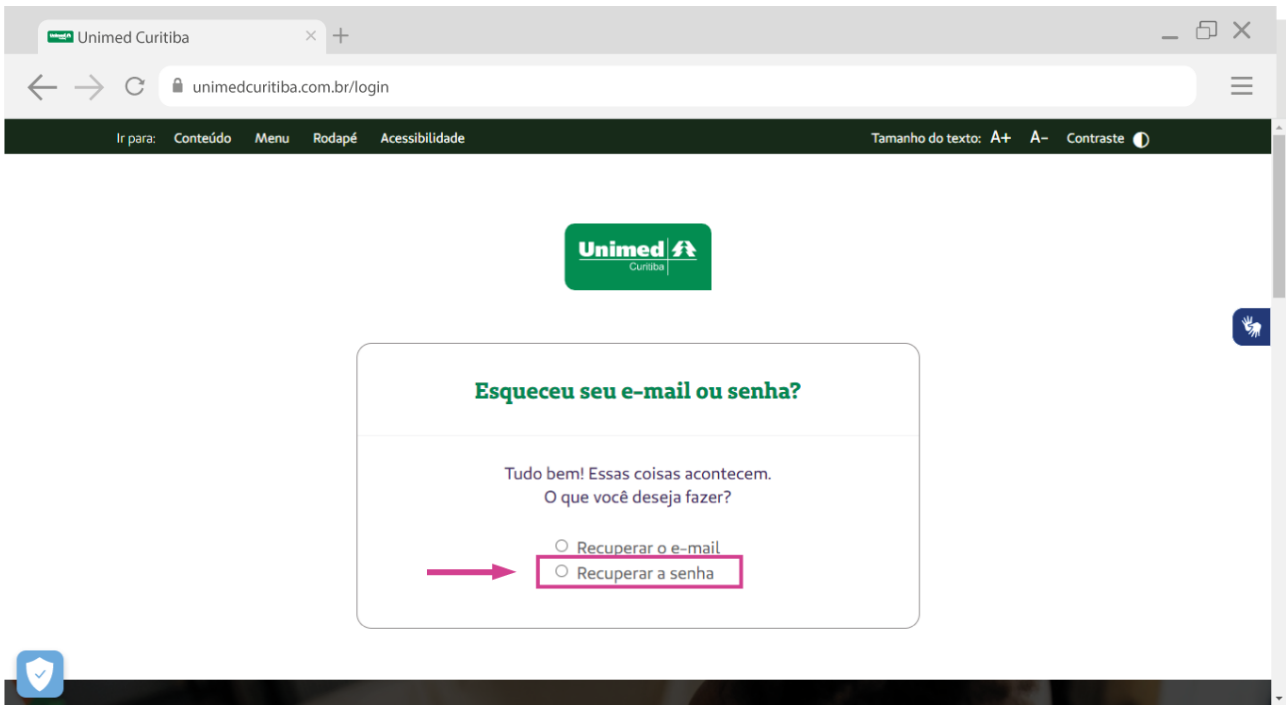 Unimed Curitiba
unimedcuritiba.com.br/login
Ir para: Conteúdo Menu Rodapé Acessibilidade Tamanho do texto: A+ A- Contraste
Unimed
Curitiba
Esqueceu seu e-mail ou senha?
Tudo bem! Essas coisas acontecem.
O que você deseja fazer?
Recuperar o e-mail
Recuperar a senha